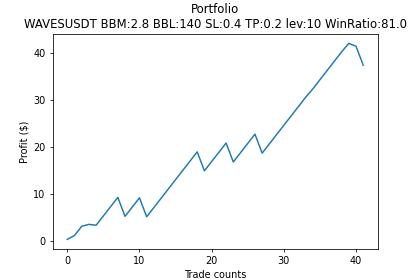 Portfolio
WAVESUSDT BBM:2.8 BBL:140 SL:0.4 TP:0.2 lev:10 WinRatio:81.0
40
30
20
10
0
Profit ($)
0
10
20
30
40
Trade counts